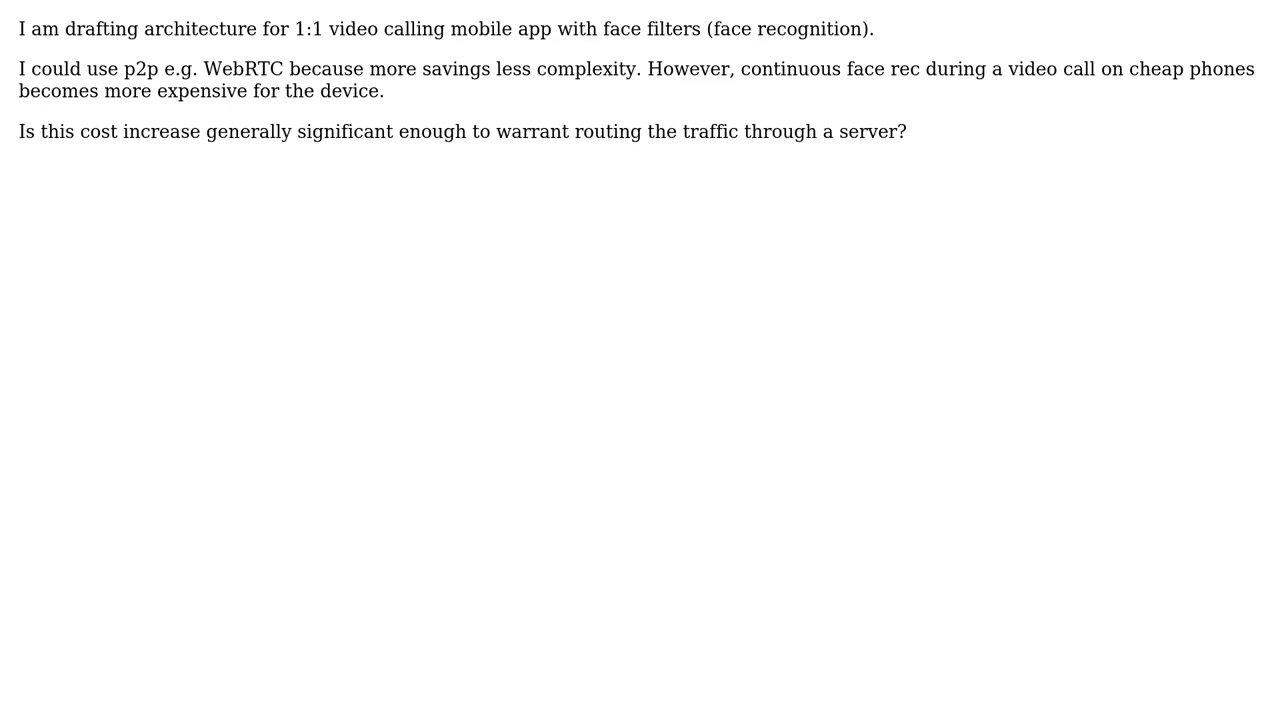 I am drafting architecture for 1:1 video calling mobile app with face filters (face recognition).
I could use p2p e.g. WebRTC because more savings less complexity. However, continuous face rec during a video call on cheap phones
becomes more expensive for the device.
Is this cost increase generally significant enough to warrant routing the traffic through a server?